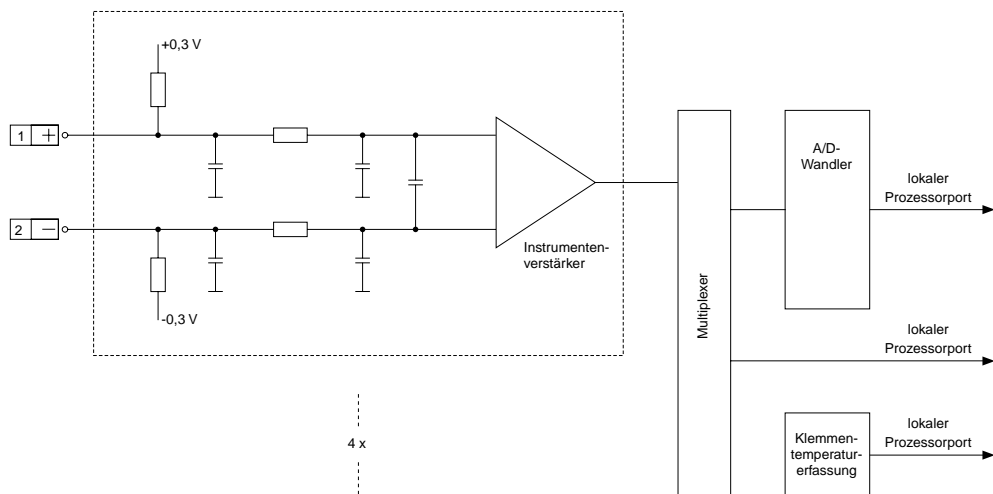 +0,3 V
1 +
2 −
-0,3 V
Instrumenten-
verstärker
4 x
Multiplexer
A/D-
Wandler
lokaler
Prozessorport
lokaler
Prozessorport
Klemmen-
temperatur-
erfassung
lokaler
Prozessorport